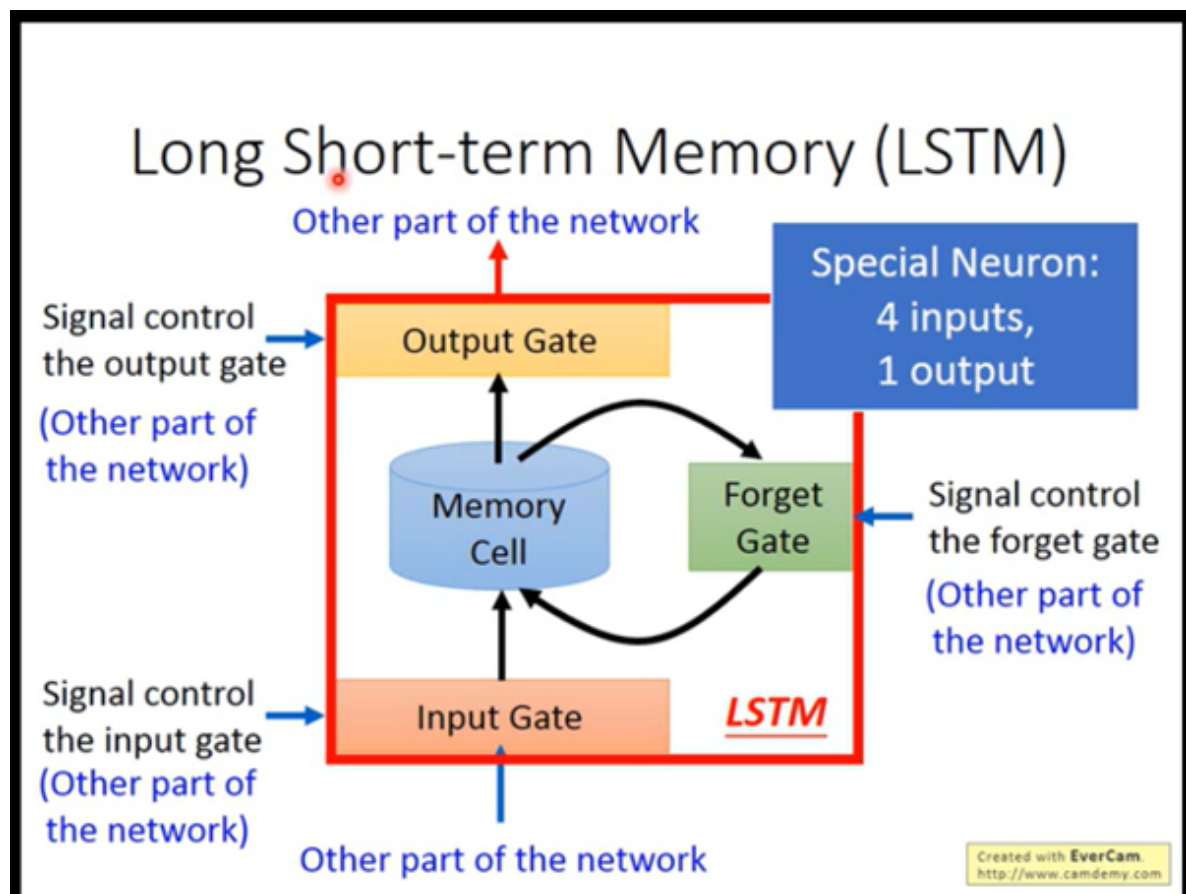 Long Short-term Memory (LSTM)
Other part of the network
Special Neuron:
4 inputs,
1 output
Signal control
the output gate
(Other part of
the network)
Output Gate
Memory
Cell
Forget
Gate
Signal control
the forget gate
(Other part of
the network)
Signal control
the input gate
(Other part of
the network)
Input Gate
LSTM
Other part of the network
Created with EverCam.
http://www.camdemy.com